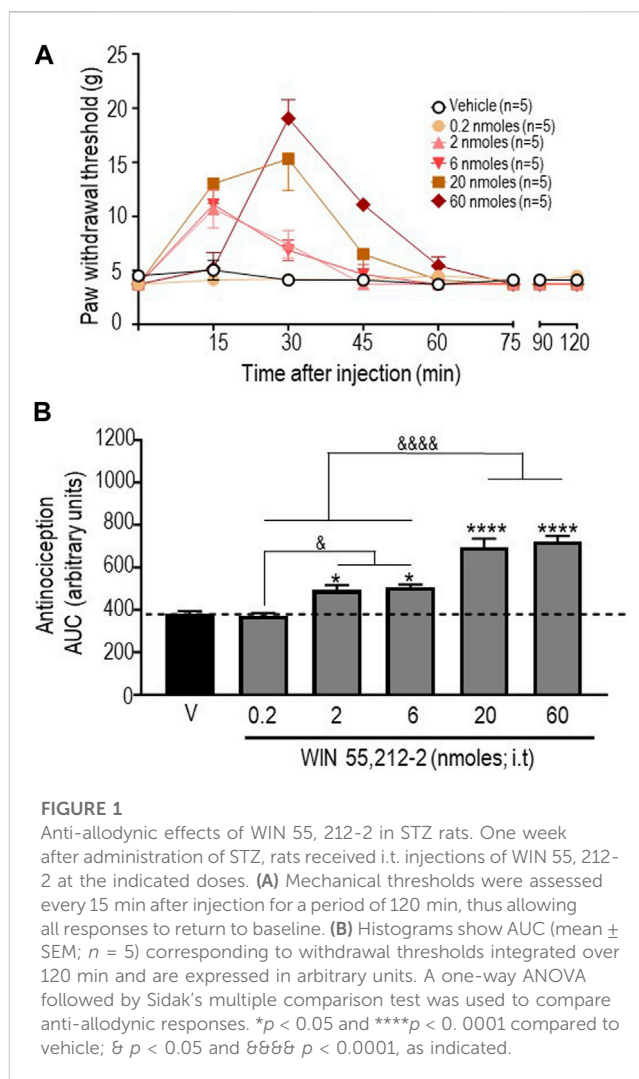 A
Paw withdrawal threshold (g)
25
20
15
10
5
0
Vehicle (n=5)
0.2 nmoles (n=5)
2 nmoles (n=5)
6 nmoles (n=5)
20 nmoles (n=5)
60 nmoles (n=5)
15 30 45 60 75 90 120
Time after injection (min)
B
Antinociception
AUC (arbitrary units)
1200
1000
800
600
400
200
0
&&&&
&
* * **** ****
V 0.2 2 6 20 60
WIN 55,212-2 (nmoles; i.t)
FIGURE 1
Anti-allodynic effects of WIN 55, 212-2 in STZ rats. One week
after administration of STZ, rats received i.t. injections of WIN 55, 212-
2 at the indicated doses. (A) Mechanical thresholds were assessed
every 15 min after injection for a period of 120 min, thus allowing
all responses to return to baseline. (B) Histograms show AUC (mean ±
SEM; n = 5) corresponding to withdrawal thresholds integrated over
120 min and are expressed in arbitrary units. A one-way ANOVA
followed by Sidak's multiple comparison test was used to compare
anti-allodynic responses. *p < 0.05 and ****p < 0. 0001 compared to
vehicle; & p < 0.05 and &&&& p < 0.0001, as indicated.